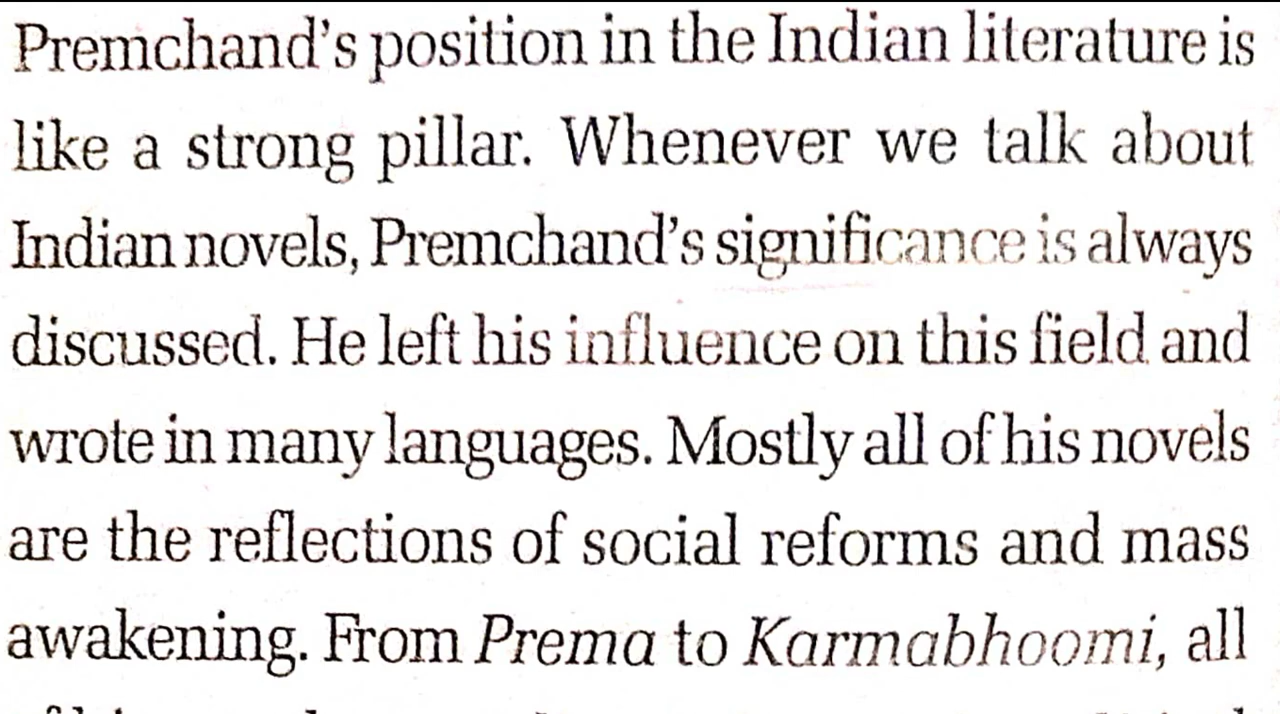 Premchand's position in the Indian literature is
like a strong pillar. Whenever we talk about
Indian novels, Premchand's significance is always
discussed. He left his influence on this field and
wrote in many languages. Mostly all of his novels
are the reflections of social reforms and mass
awakening. From Prema to Karmabhoomi, all